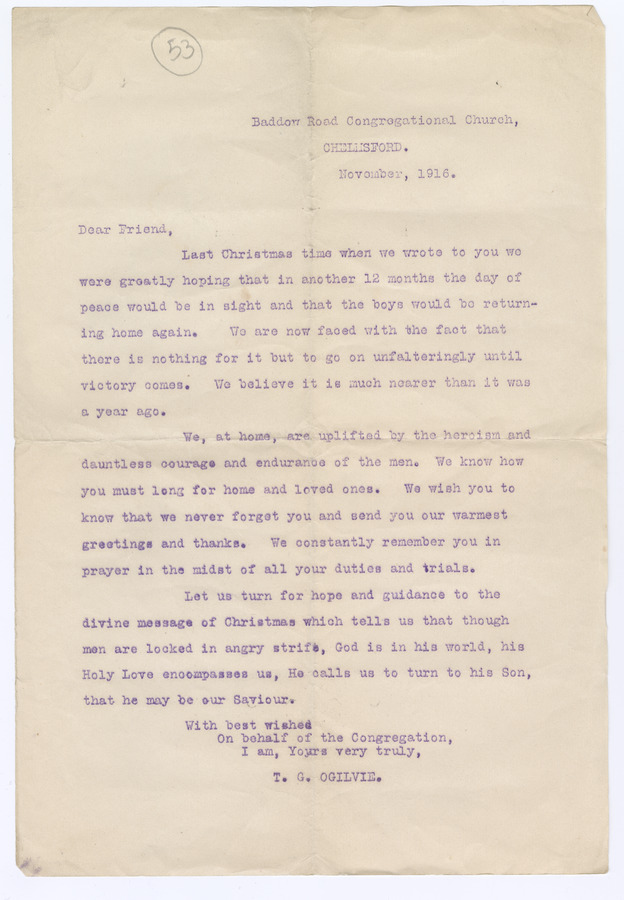 53
Baddow Road Congregational Church,
CHELMSFORD.
November, 1916.
Dear Friend,
Last Christmas time when we wrote to you we
were greatly hoping that in another 12 months the day of
peace would be in sight and that the boys would be return-
ing home again. We are now faced with the fact that
there is nothing for it but to go on unfalteringly until
victory comes. We believe it is much nearer than it was
a year ago.
We, at home, are uplifted by the heroism and
dauntless courage and endurance of the men. We know how
you must long for home and loved ones. We wish you to
know that we never forget you and send you our warmest
greetings and thanks. We constantly remember you in
prayer in the midst of all your duties and trials.
Let us turn for hope and guidance to the
divine message of Christmas which tells us that though
men are locked in angry strife, God is in his world, his
Holy Love encompasses us, He calls us to turn to his Son,
that he may be our Saviour.
With best wished
On behalf of the Congregation,
I am, Yours very truly,
T. G. OGILVIE.